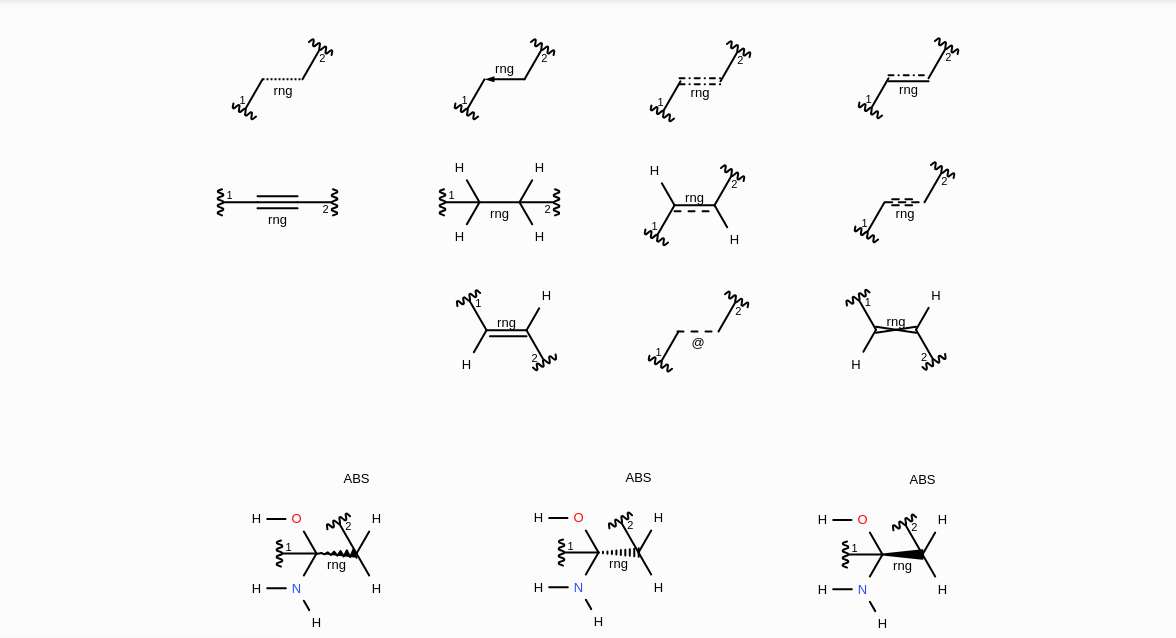 2 2 2 2
rng
rng rng rng
1 1 1 1
H H H
1 1 rng 2 2
rng 2 rng 2 rng
1 1
H H H
1 H 2 1 H
rng rng
@
H 2 1 H 2
ABS ABS ABS
H O 2 H H O 2 H H O 2 H
1 1 1
rng rng rng
H N H H N H H N H
H H H